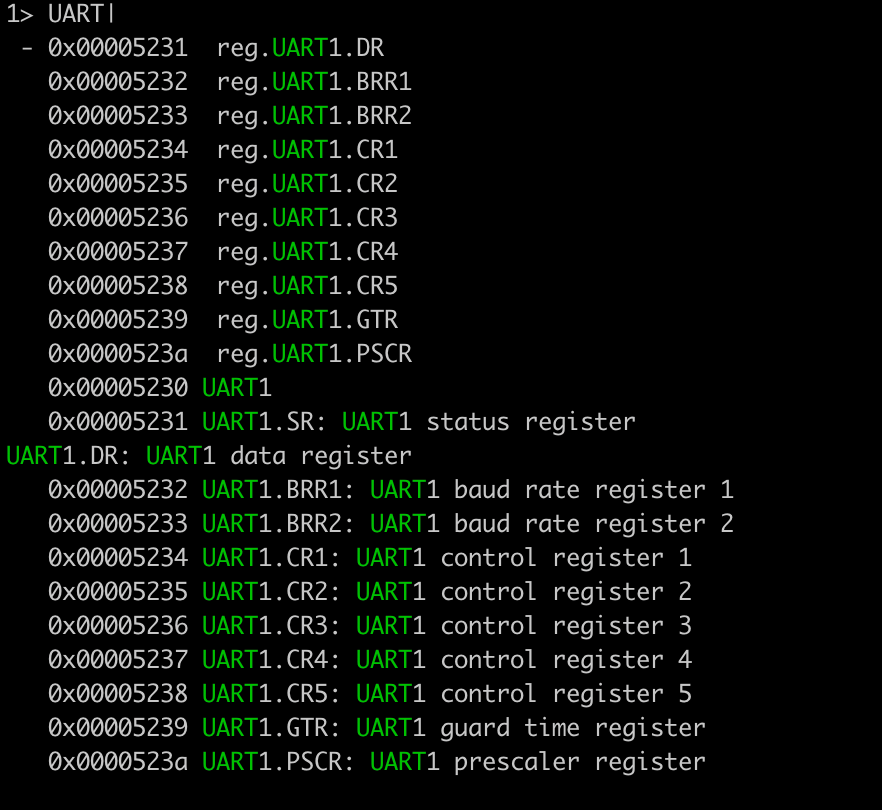 1> UART|
- 0x00005231  reg.UART1.DR
0x00005232  reg.UART1.BRR1
0x00005233  reg.UART1.BRR2
0x00005234  reg.UART1.CR1
0x00005235  reg.UART1.CR2
0x00005236  reg.UART1.CR3
0x00005237  reg.UART1.CR4
0x00005238  reg.UART1.CR5
0x00005239  reg.UART1.GTR
0x0000523a  reg.UART1.PSCR
0x00005230 UART1
0x00005231 UART1.SR: UART1 status register
UART1.DR: UART1 data register
0x00005232 UART1.BRR1: UART1 baud rate register 1
0x00005233 UART1.BRR2: UART1 baud rate register 2
0x00005234 UART1.CR1: UART1 control register 1
0x00005235 UART1.CR2: UART1 control register 2
0x00005236 UART1.CR3: UART1 control register 3
0x00005237 UART1.CR4: UART1 control register 4
0x00005238 UART1.CR5: UART1 control register 5
0x00005239 UART1.GTR: UART1 guard time register
0x0000523a UART1.PSCR: UART1 prescaler register